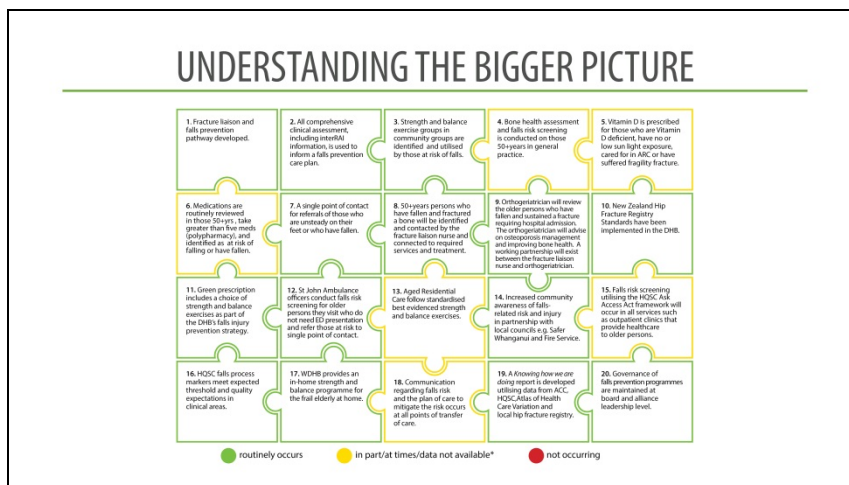 UNDERSTANDING THE BIGGER PICTURE
1. Fracture liaison and
falls prevention
pathway developed.
2. All comprehensive
clinical assessment,
including interRAI
information, is used to
inform a falls prevention
care plan.
3. Strength and balance
exercise groups in
community groups are
identified and utilised
by those at risk of falls.
4. Bone health assessment
and falls risk screening
is conducted on those
50+years in general
practice.
5. Vitamin D is prescribed
for those who are Vitamin
D deficient, have no or
low sun light exposure,
cared for in ARC or have
suffered fragility fracture.
6. Medications are
routinely reviewed
in those 50+yrs , take
greater than five meds
(polypharmacy), and
identified as at risk of
falling or have fallen.
7. A single point of contact
for referrals of those who
are unsteady on their
feet or who have fallen.
8. 50+years persons who
have fallen and fractured
a bone will be identified
and contacted by the
fracture liaison nurse and
connected to required
services and treatment.
9. Orthogeriatrician will review
the older persons who have
fallen and sustained a fracture
requiring hospital admission.
The orthogeriatrician will advise
on osteoporosis management
and improving bone health. A
working partnership will exist
between the fracture liaison
nurse and orthogeriatrician.
10. New Zealand Hip
Fracture Registry
Standards have been
implemented in the DHB.
11. Green prescription
includes a choice of
strength and balance
exercises as part of
the DHB's falls injury
prevention strategy.
12. St John Ambulance
officers conduct falls risk
screening for older
persons they visit who do
not need ED presentation
and refer those at risk to
single point of contact.
13. Aged Residential
Care follow standardised
best evidenced strength
and balance exercises.
14. Increased community
awareness of falls-
related risk and injury
in partnership with
local councils e.g. Safer
Whanganui and Fire Service.
15. Falls risk screening
utilising the HQSC Ask
Access Act framework will
occur in all services such
as outpatient clinics that
provide healthcare
to older persons.
16. HQSC falls process
markers meet expected
threshold and quality
expectations in
clinical areas.
17. WDHB provides an
in-home strength and
balance programme for
the frail elderly at home.
18. Communication
regarding falls risk
and the plan of care to
mitigate the risk occurs
at all points of transfer
of care.
19. A Knowing how we are
doing report is developed
utilising data from ACC,
HQSC,Atlas of Health
Care Variation and
local hip fracture registry.
20. Governance of
falls prevention programmes
are maintained at
board and alliance
leadership level.
routinely occurs
in part/at times/data not available*
not occurring